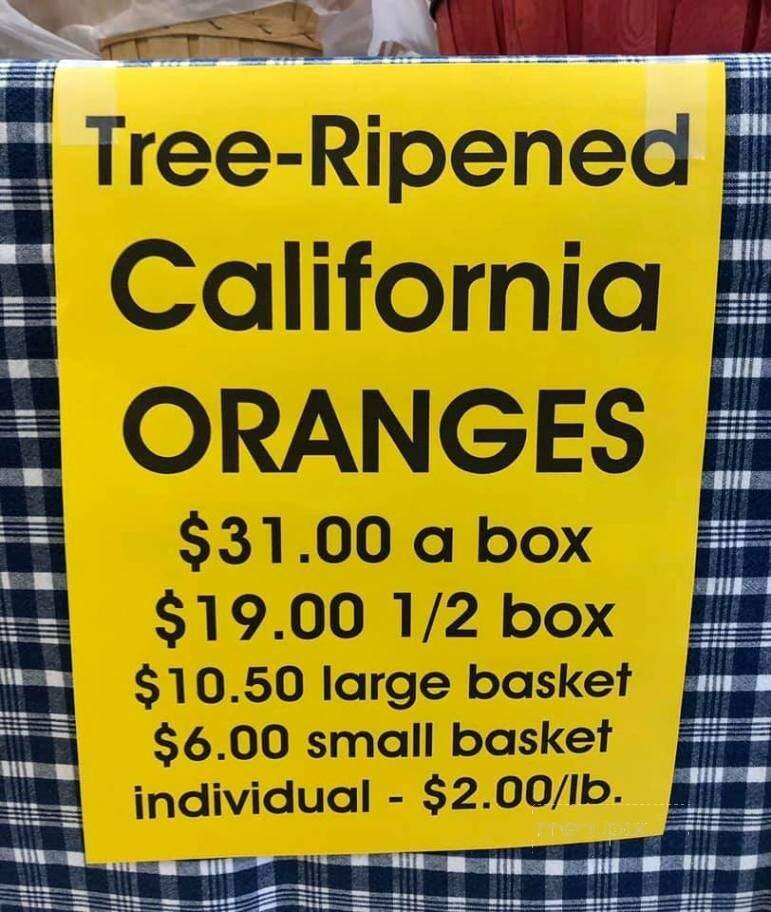 Tree-Ripened
California
ORANGES
$31.00 a box
$19.00 1/2 box
$10.50 large basket
$6.00 small basket
individual - $2.00/lb.